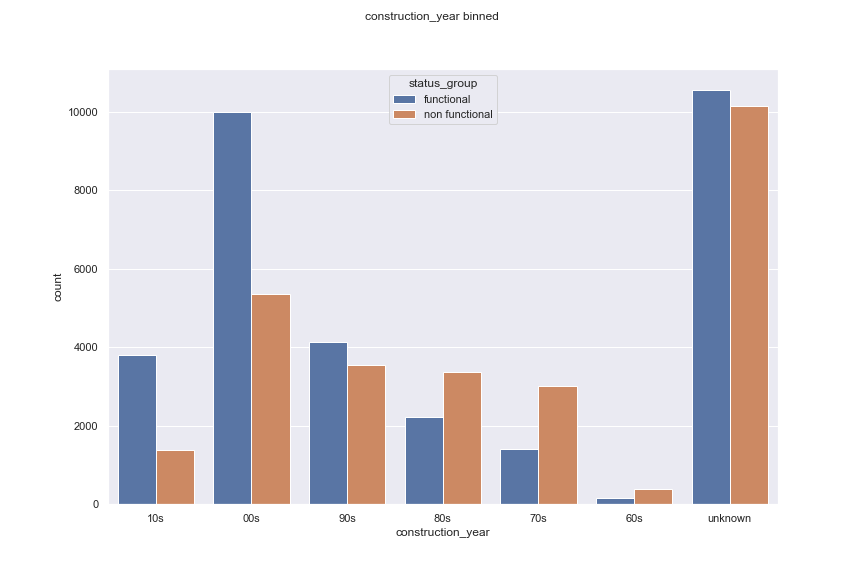 construction_year binned
status_group
functional
non functional
10000
8000
6000
4000
2000
0
count
10s 00s 90s 80s 70s 60s unknown
construction_year